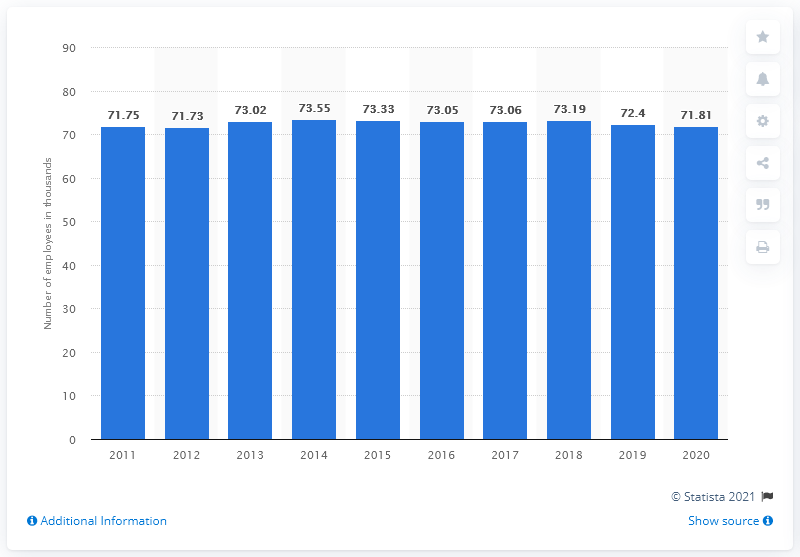 90
80
70
60
50
40
30
20
10
0
Number of employees in thousands
71.75 71.73 73.02 73.55 73.33 73.05 73.06 73.19 72.4 71.81
2011 2012 2013 2014 2015 2016 2017 2018 2019 2020
© Statista 2021
Additional Information Show source